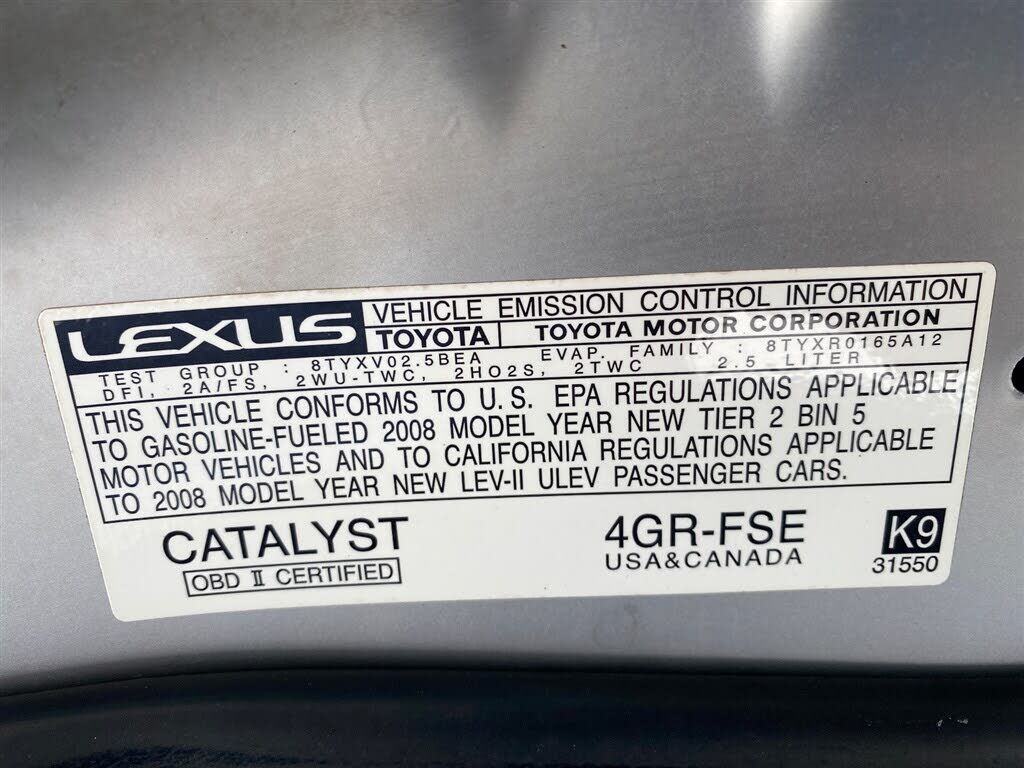 LEXUS VEHICLE EMISSION CONTROL INFORMATION
TOYOTA TOYOTA MOTOR CORPORATION
TEST GROUP : 8TYXV02.5BEA EVAP. FAMILY : 8TYXR0165A12
DFI, 2A/FS, 2WU-TWC, 2HO2S, 2TWC 2.5 LITER
THIS VEHICLE CONFORMS TO U.S. EPA REGULATIONS APPLICABLE
TO GASOLINE-FUELED 2008 MODEL YEAR NEW TIER 2 BIN 5
MOTOR VEHICLES AND TO CALIFORNIA REGULATIONS APPLICABLE
TO 2008 MODEL YEAR NEW LEV-II ULEV PASSENGER CARS.
CATALYST 4GR-FSE K9
OBD II CERTIFIED USA&CANADA 31550